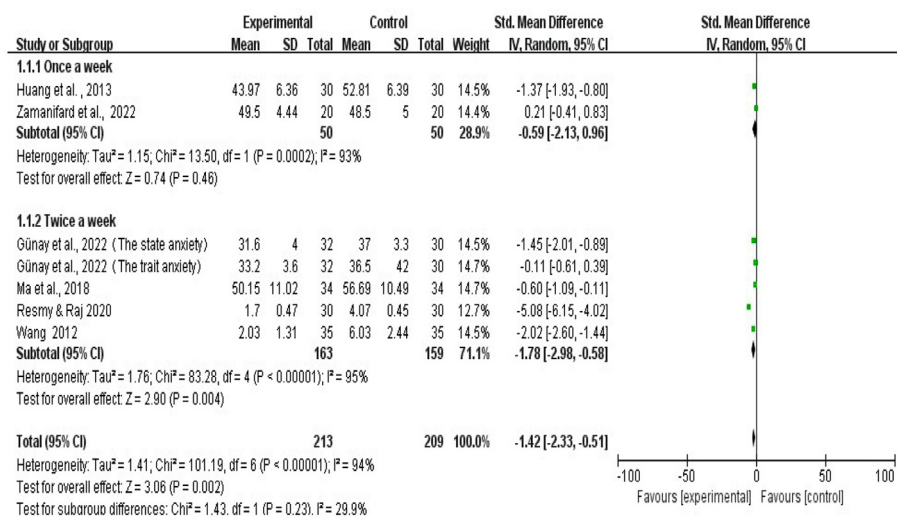 Experimental Control Std. Mean Difference Std. Mean Difference
Study or Subgroup Mean SD Total Mean SD Total Weight IV, Random, 95% CI IV, Random, 95% CI
1.1.1 Once a week
Huang et al., 2013 43.97 6.36 30 52.81 6.39 30 14.5% -1.37 [-1.93, -0.80]
Zamanifard et al., 2022 49.5 4.44 20 48.5 5 20 14.4% 0.21 [-0.41, 0.83]
Subtotal (95% CI) 50 50 28.9% -0.59 [-2.13, 0.96]
Heterogeneity: Tau² = 1.15; Chi² = 13.50, df = 1 (P = 0.0002); I² = 93%
Test for overall effect: Z = 0.74 (P = 0.46)
1.1.2 Twice a week
Günay et al., 2022 (The state anxiety) 31.6 4 32 37 3.3 30 14.5% -1.45 [-2.01, -0.89]
Günay et al., 2022 (The trait anxiety) 33.2 3.6 32 36.5 42 30 14.7% -0.11 [-0.61, 0.39]
Ma et al., 2018 50.15 11.02 34 56.69 10.49 34 14.7% -0.60 [-1.09, -0.11]
Resmy & Raj 2020 1.7 0.47 30 4.07 0.45 30 12.7% -5.08 [-6.15, -4.02]
Wang 2012 2.03 1.31 35 6.03 2.44 35 14.5% -2.02 [-2.60, -1.44]
Subtotal (95% CI) 163 159 71.1% -1.78 [-2.98, -0.58]
Heterogeneity: Tau² = 1.76; Chi² = 83.28, df = 4 (P < 0.00001); I² = 95%
Test for overall effect: Z = 2.90 (P = 0.004)
Total (95% CI) 213 209 100.0% -1.42 [-2.33, -0.51]
Heterogeneity: Tau² = 1.41; Chi² = 101.19, df = 6 (P < 0.00001); I² = 94%
Test for overall effect: Z = 3.06 (P = 0.002)
Test for subgroup differences: Chi² = 1.43, df = 1 (P = 0.23), I² = 29.9%
-100 -50 0 50 100
Favours [experimental] Favours [control]